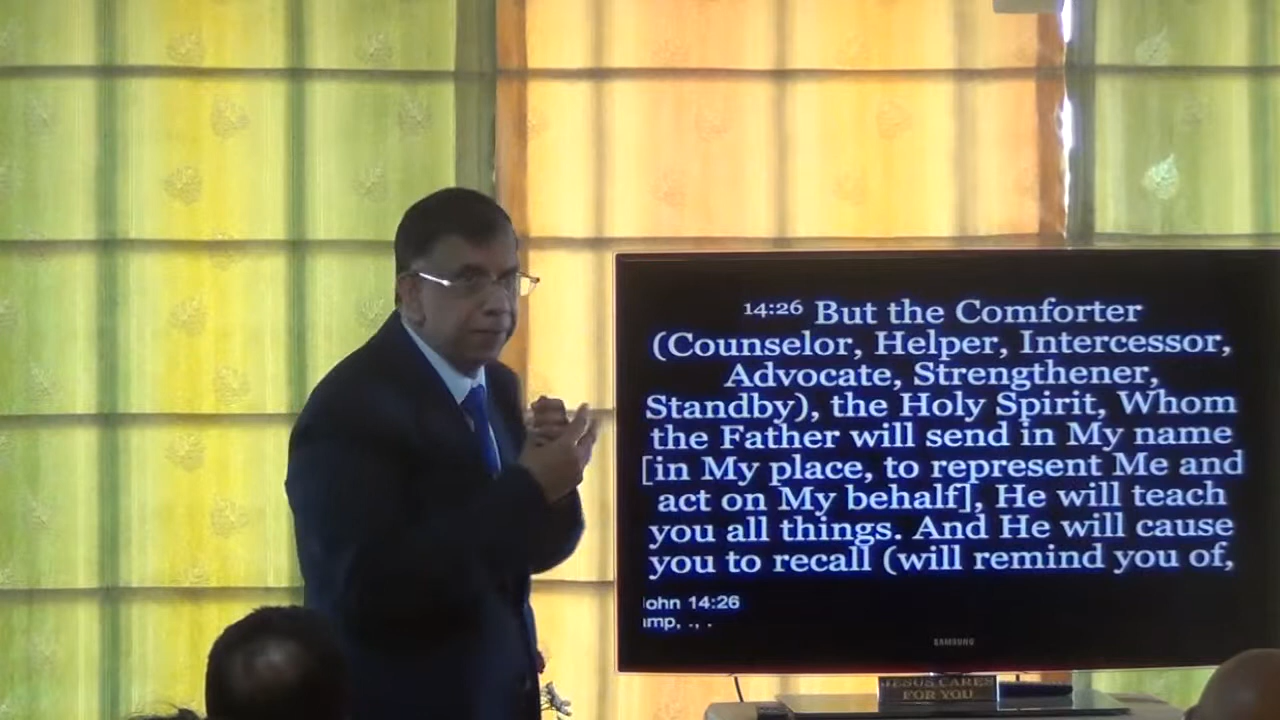 14:26 But the Comforter
(Counselor, Helper, Intercessor,
Advocate, Strengthener,
Standby), the Holy Spirit, Whom
the Father will send in My name
[in My place, to represent Me and
act on My behalf], He will teach
you all things. And He will cause
you to recall (will remind you of,
ohn 14:26
mp, ., .
SAMSUNG
JESUS CARES
FOR YOU